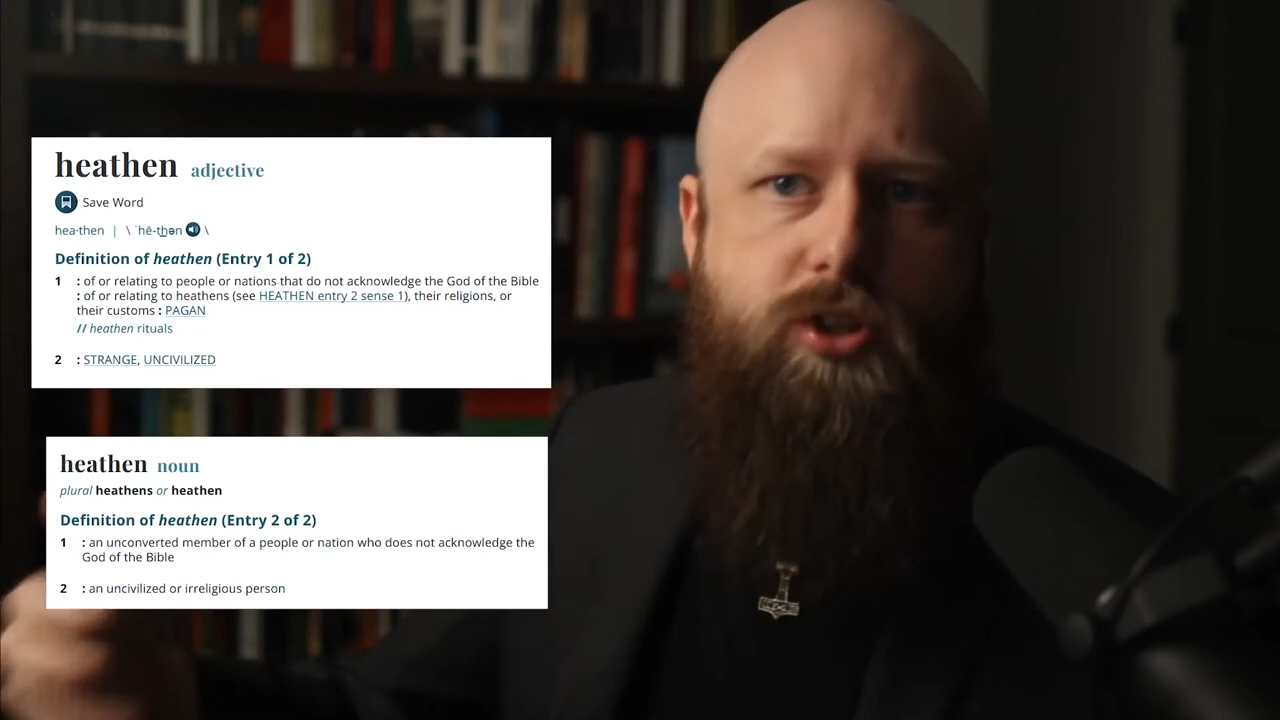 heathen adjective
Save Word
hea·then | \ ˈhē-t͟hən \
Definition of heathen (Entry 1 of 2)
1 : of or relating to people or nations that do not acknowledge the God of the Bible
: of or relating to heathens (see HEATHEN entry 2 sense 1), their religions, or
their customs : PAGAN
// heathen rituals
2 : STRANGE, UNCIVILIZED
heathen noun
plural heathens or heathen
Definition of heathen (Entry 2 of 2)
1 : an unconverted member of a people or nation who does not acknowledge the
God of the Bible
2 : an uncivilized or irreligious person